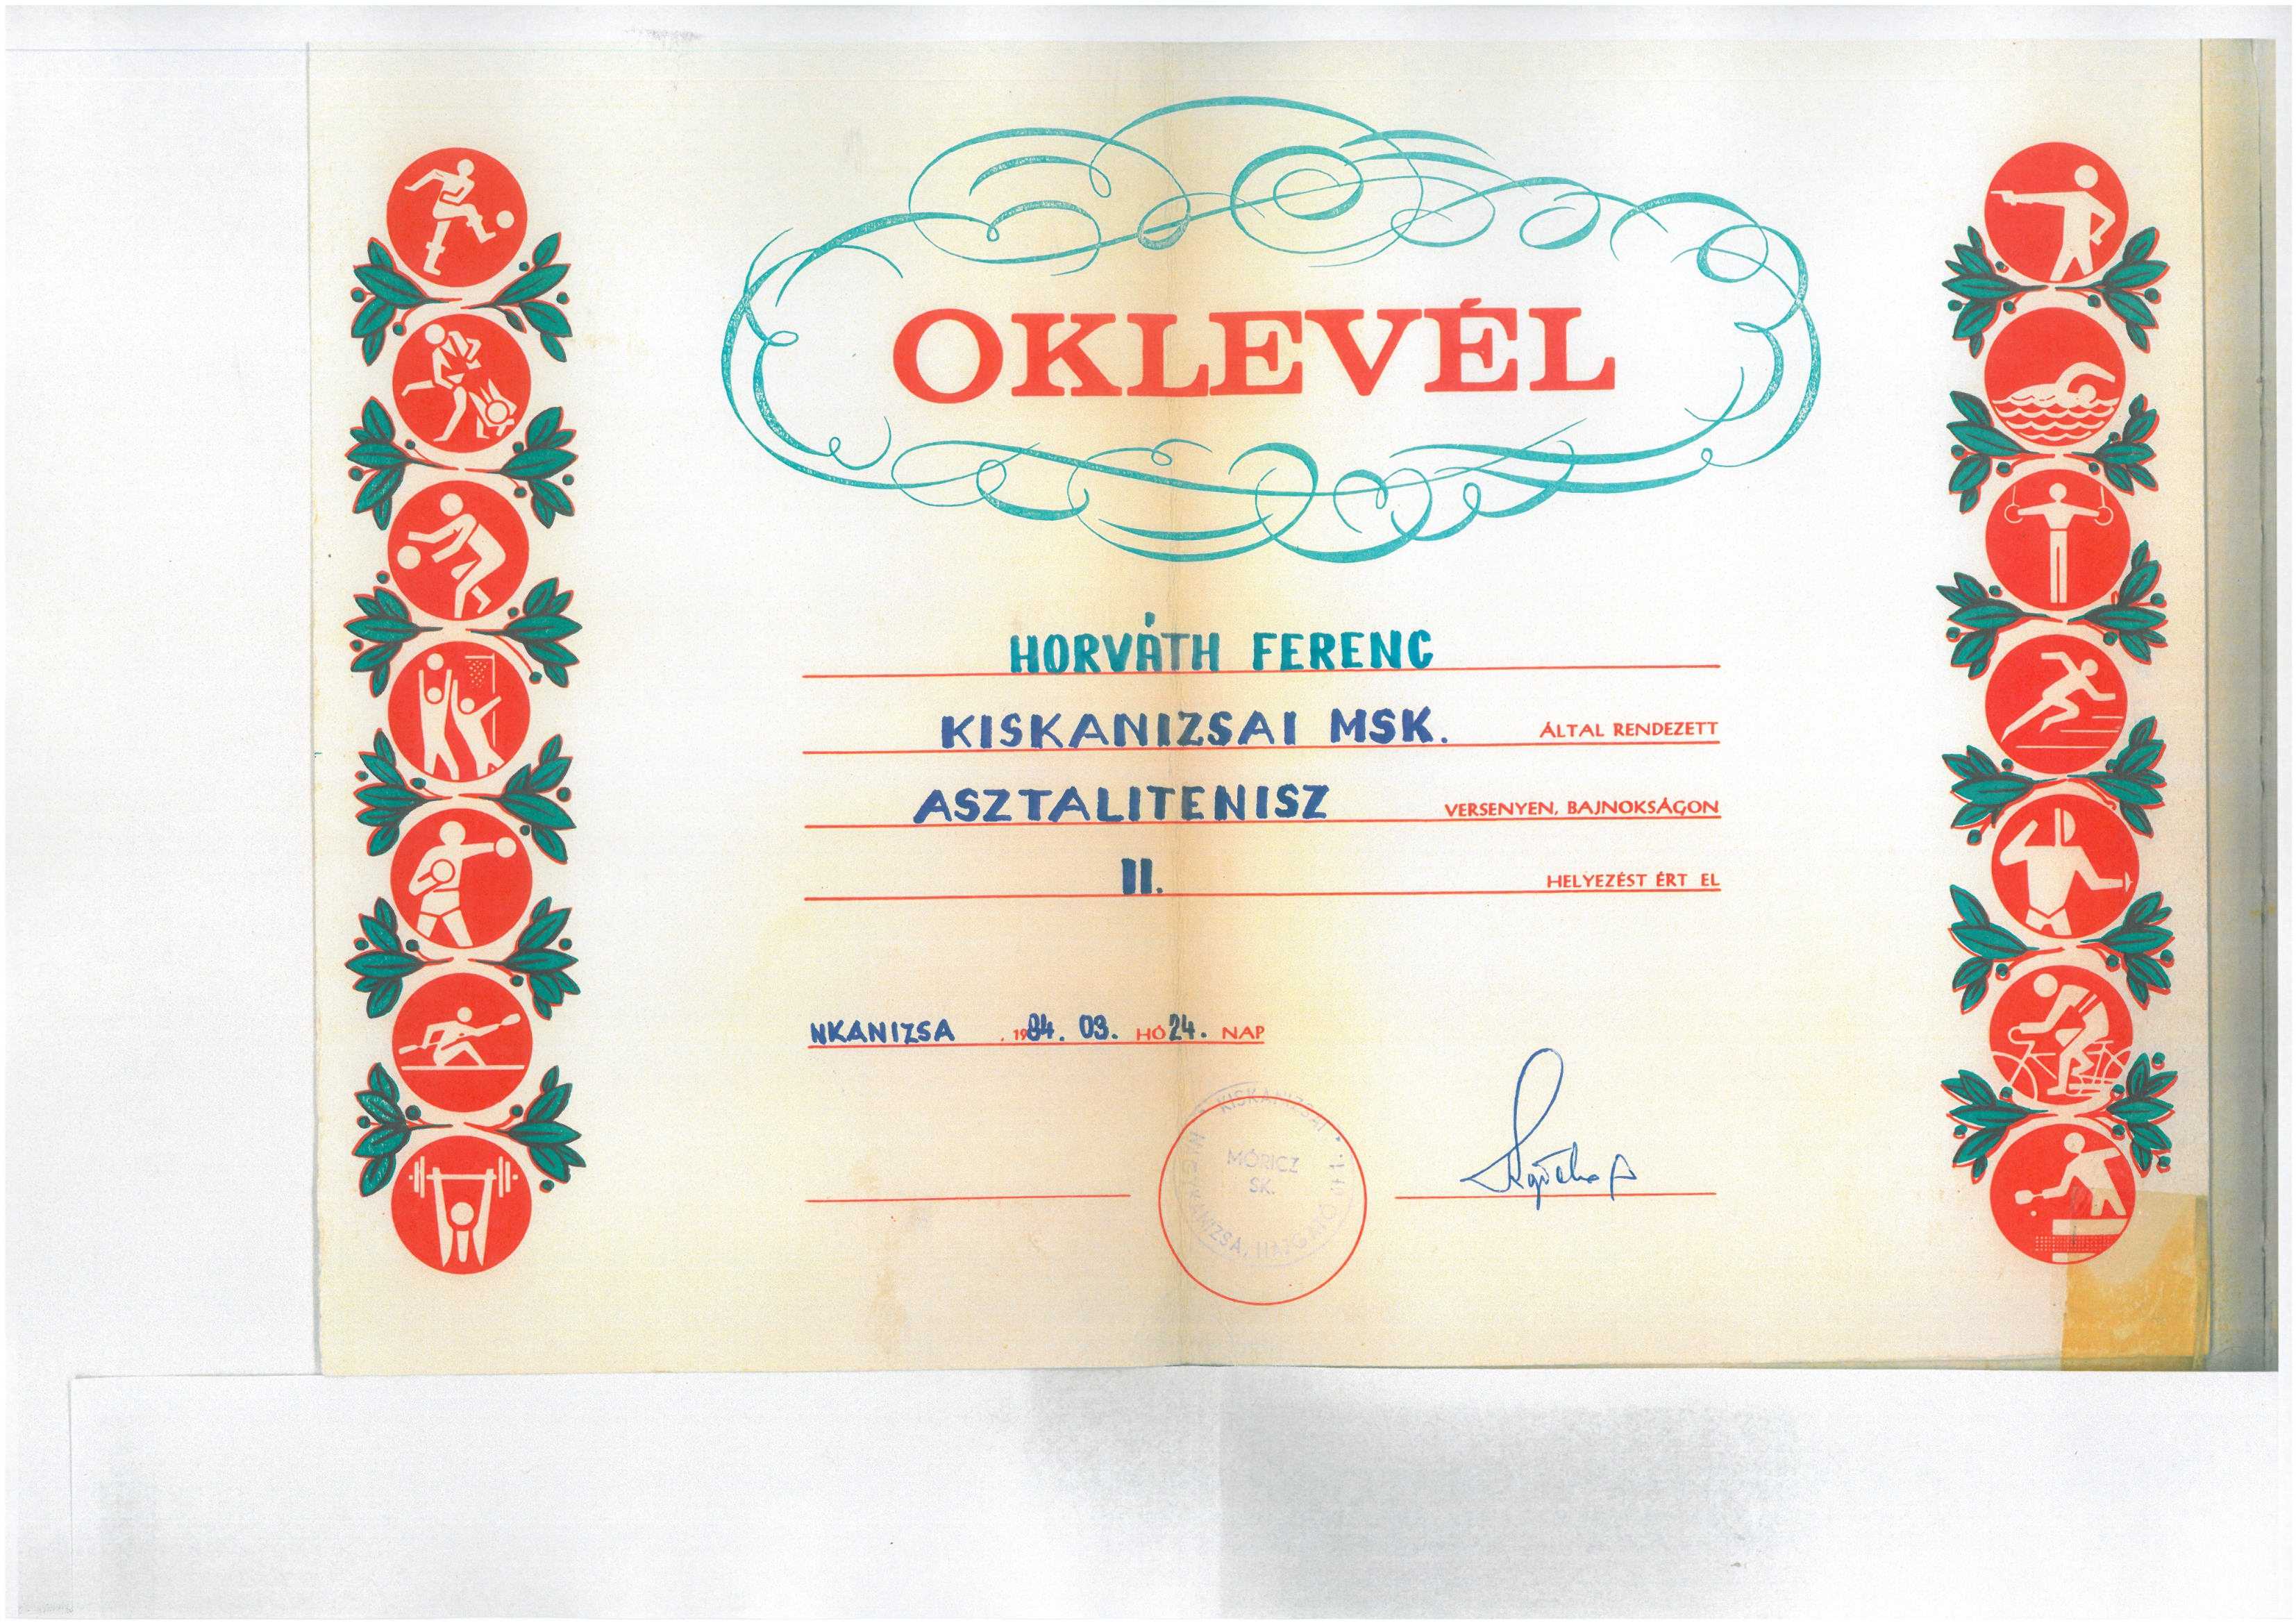 OKLEVÉL
HORVÁTH FERENC
KISKANIZSAI MSK. ÁLTAL RENDEZETT
ASZTALITENISZ VERSENYEN, BAJNOKSÁGON
II. HELYEZÉST ÉRT EL
NKANIZSA , 1984. 03. HÓ 24. NAP
KISKANIZSAI
MÓRICZ
SK.